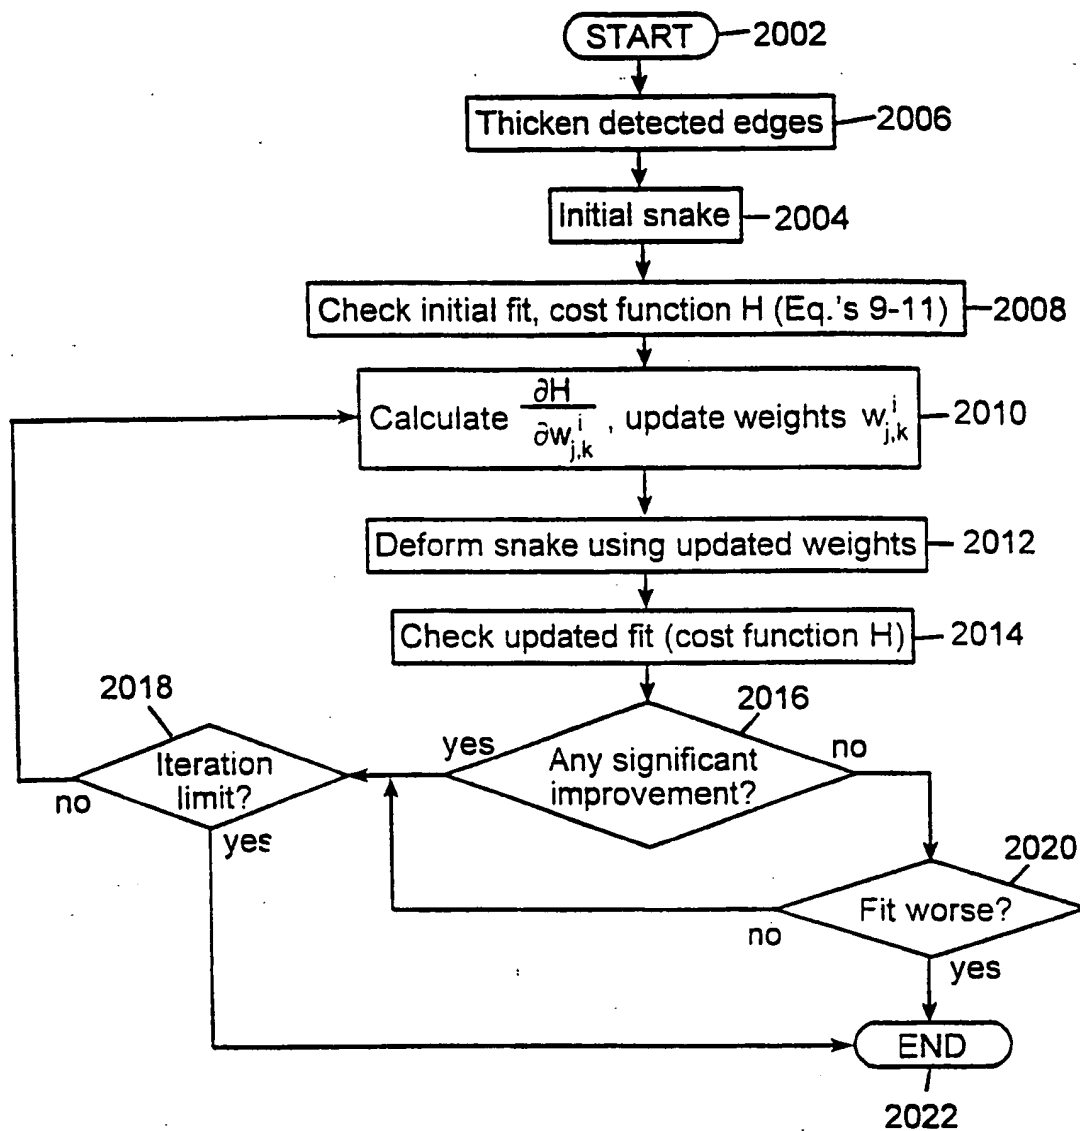 START
2002
Thicken detected edges
2006
Initial snake
2004
Check initial fit, cost function H (Eq.'s 9-11)
2008
Calculate ∂H/∂w^i_{j,k}, update weights w^i_{j,k}
2010
Deform snake using updated weights
2012
Check updated fit (cost function H)
2014
2018
2016
Iteration
limit?
no
yes
yes
Any significant
improvement?
no
2020
Fit worse?
no
yes
END
2022